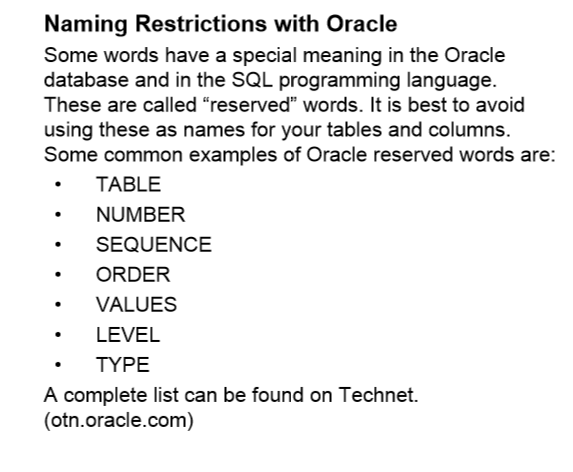 Naming Restrictions with Oracle
Some words have a special meaning in the Oracle
database and in the SQL programming language.
These are called “reserved” words. It is best to avoid
using these as names for your tables and columns.
Some common examples of Oracle reserved words are:
• TABLE
• NUMBER
• SEQUENCE
• ORDER
• VALUES
• LEVEL
• TYPE
A complete list can be found on Technet.
(otn.oracle.com)